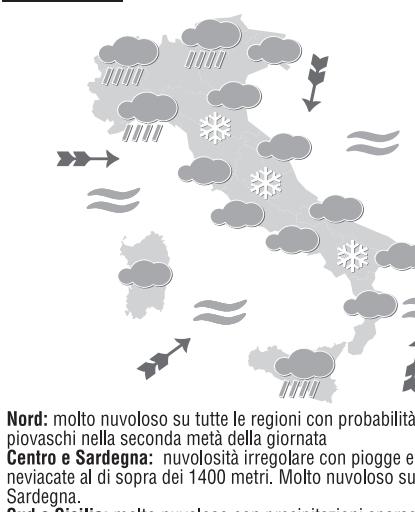 Nord: molto nuvoloso su tutte le regioni con probabilità
piovaschi nella seconda metà della giornata
Centro e Sardegna: nuvolosità irregolare con piogge e
neviacate al di sopra dei 1400 metri. Molto nuvoloso su
Sardegna.
Sud e Sicilia: molto nuvoloso con precipitazioni sparse